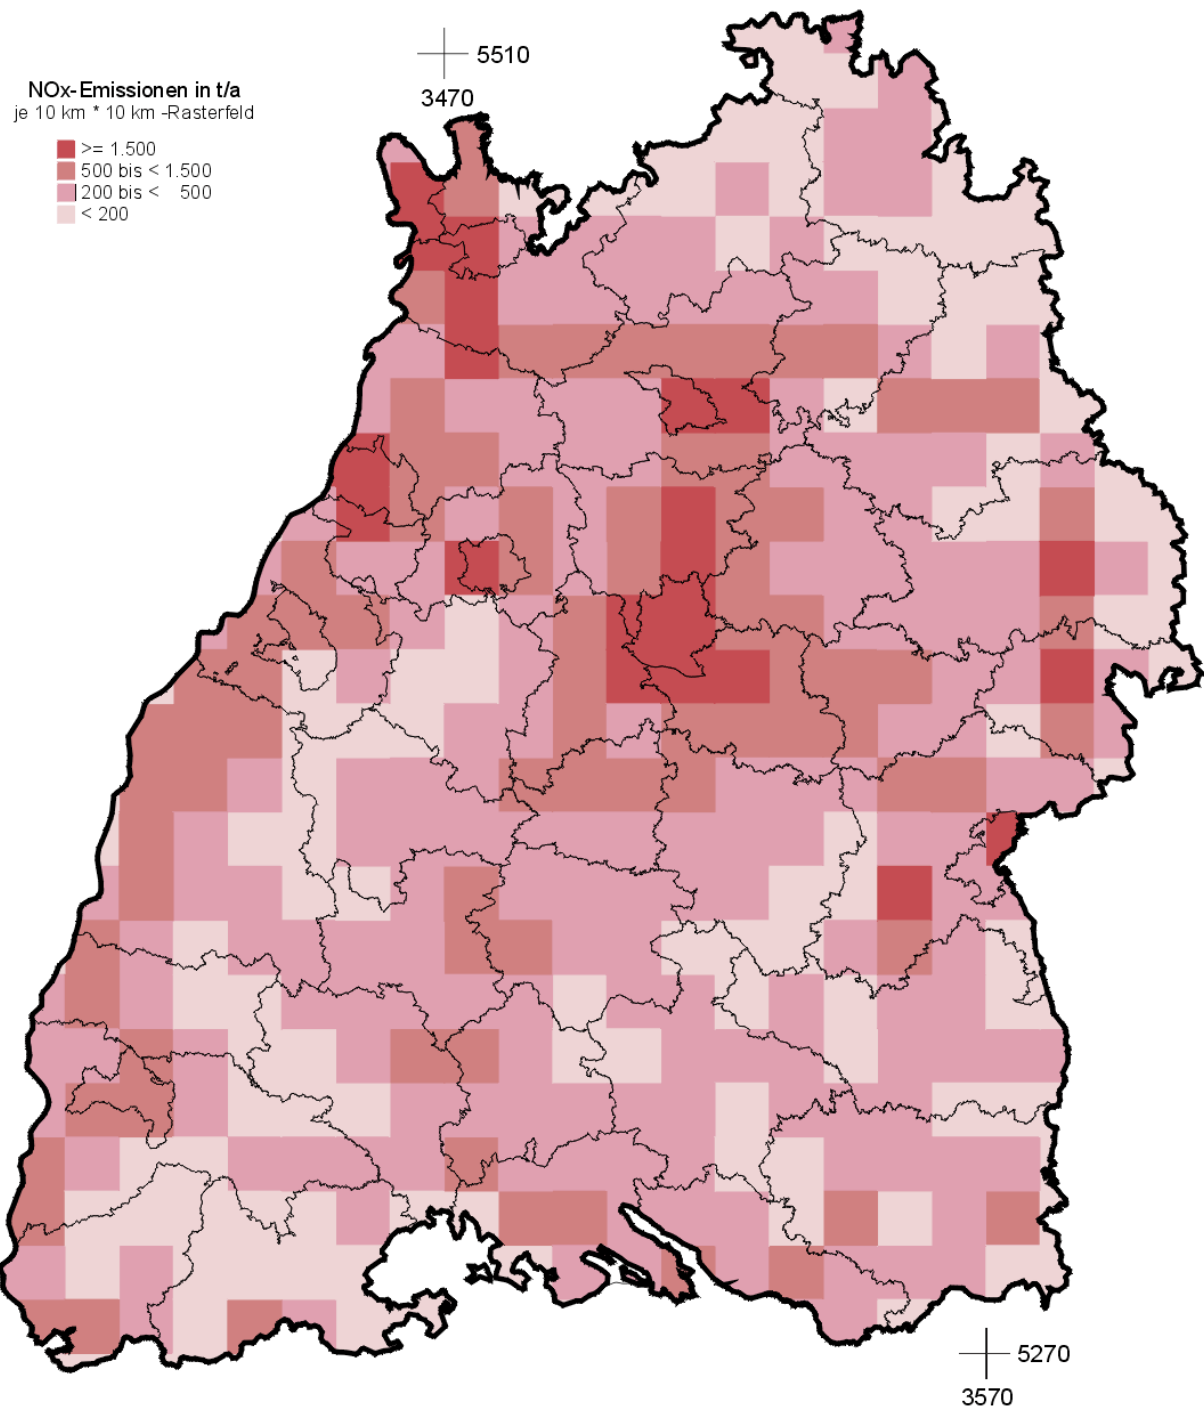 5510
3470
NOx-Emissionen in t/a
je 10 km * 10 km -Rasterfeld
>= 1.500
500 bis < 1.500
200 bis < 500
< 200
5270
3570